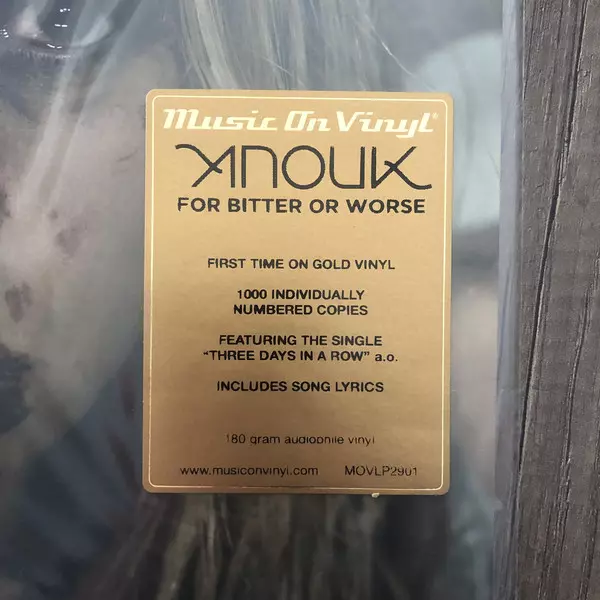 Music On Vinyl®
ANOUK
FOR BITTER OR WORSE
FIRST TIME ON GOLD VINYL
1000 INDIVIDUALLY
NUMBERED COPIES
FEATURING THE SINGLE
“THREE DAYS IN A ROW” a.o.
INCLUDES SONG LYRICS
180 gram audiophile vinyl
www.musiconvinyl.com MOVLP2901